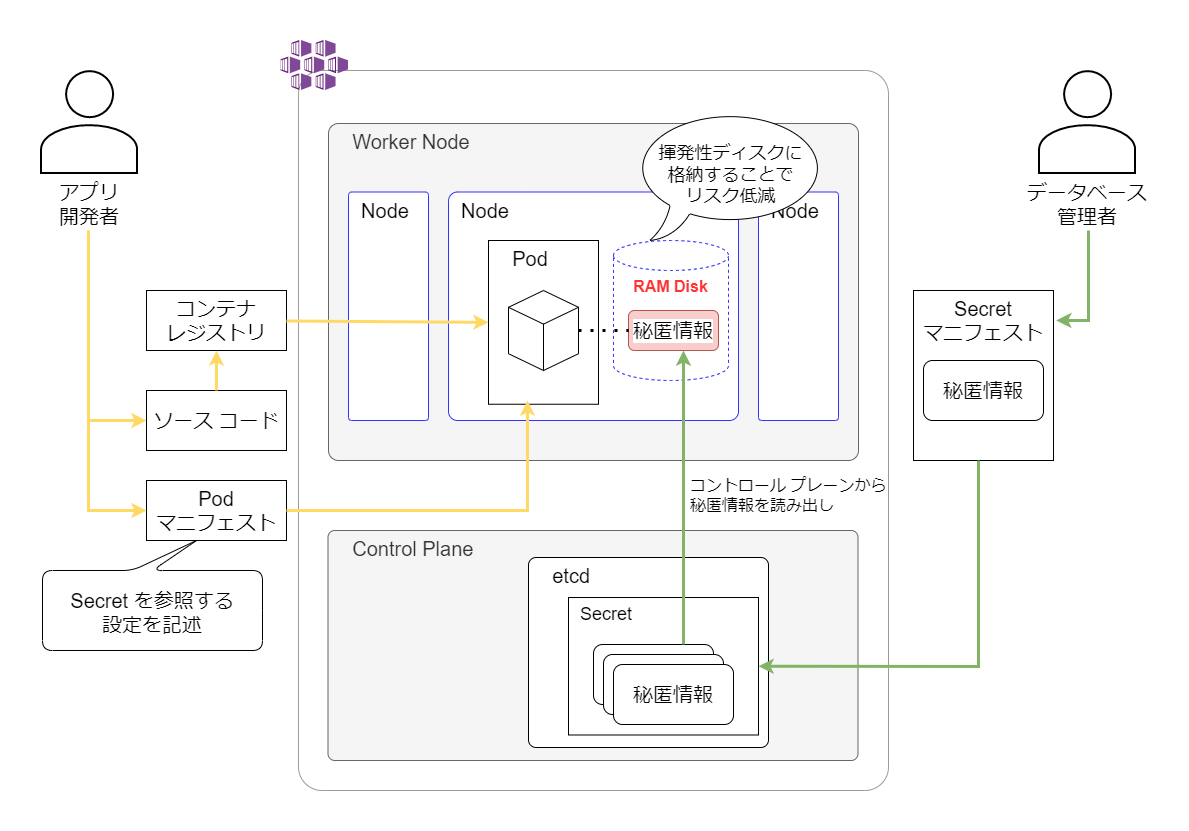 アプリ
開発者
コンテナ
レジストリ
ソース コード
Pod
マニフェスト
Secret を参照する
設定を記述
Worker Node
Node
Node
Node
揮発性ディスクに
格納することで
リスク低減
Pod
RAM Disk
秘匿情報
コントロール プレーンから
秘匿情報を読み出し
Control Plane
etcd
Secret
秘匿情報
データベース
管理者
Secret
マニフェスト
秘匿情報